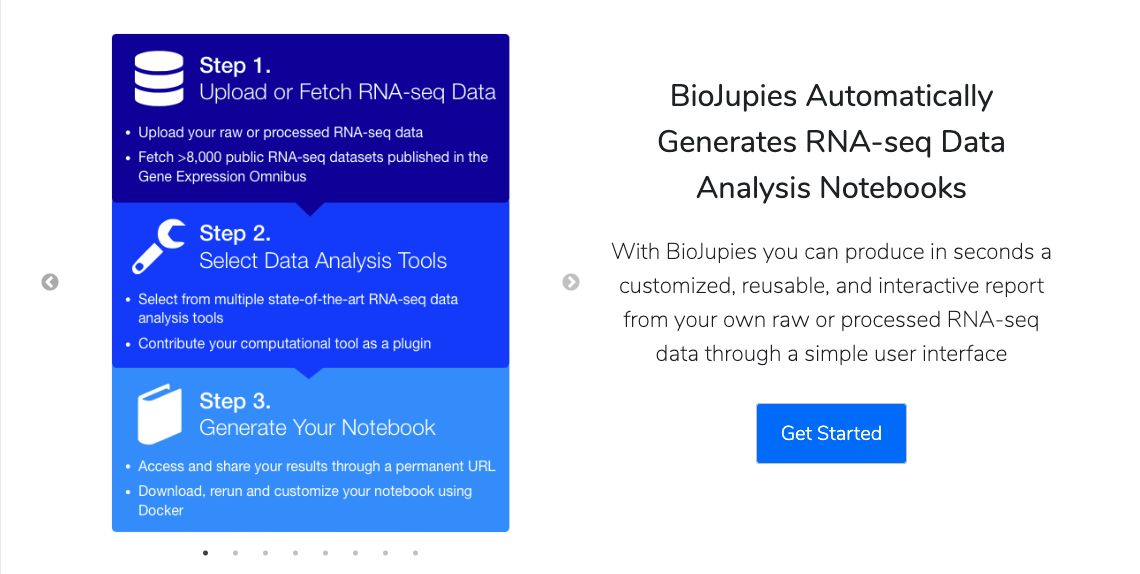 Step 1.
Upload or Fetch RNA-seq Data
• Upload your raw or processed RNA-seq data
• Fetch >8,000 public RNA-seq datasets published in the
Gene Expression Omnibus
Step 2.
Select Data Analysis Tools
• Select from multiple state-of-the-art RNA-seq data
analysis tools
• Contribute your computational tool as a plugin
Step 3.
Generate Your Notebook
• Access and share your results through a permanent URL
• Download, rerun and customize your notebook using
Docker
BioJupies Automatically
Generates RNA-seq Data
Analysis Notebooks
With BioJupies you can produce in seconds a
customized, reusable, and interactive report
from your own raw or processed RNA-seq
data through a simple user interface
Get Started